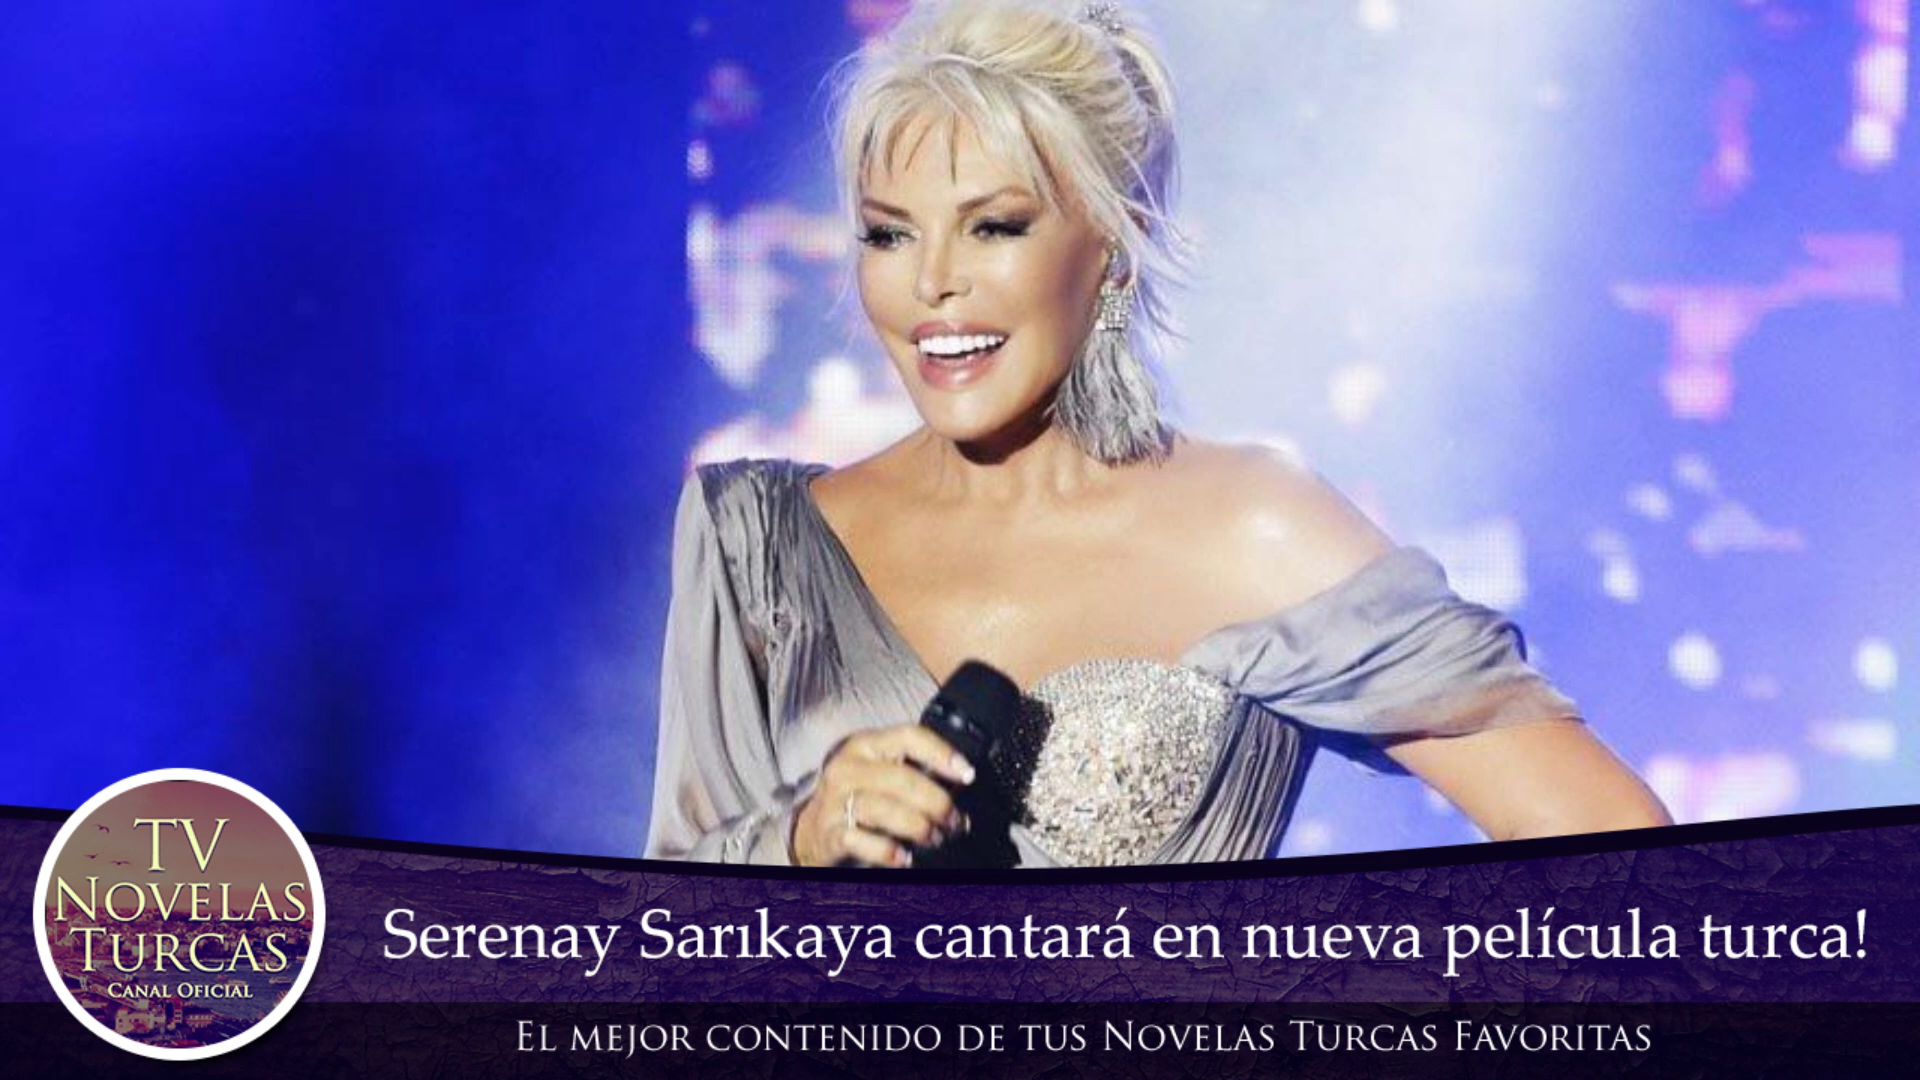 TV
NOVELAS
TURCAS
CANAL OFICIAL
Serenay Sarıkaya cantará en nueva película turca!
EL MEJOR CONTENIDO DE TUS NOVELAS TURCAS FAVORITAS